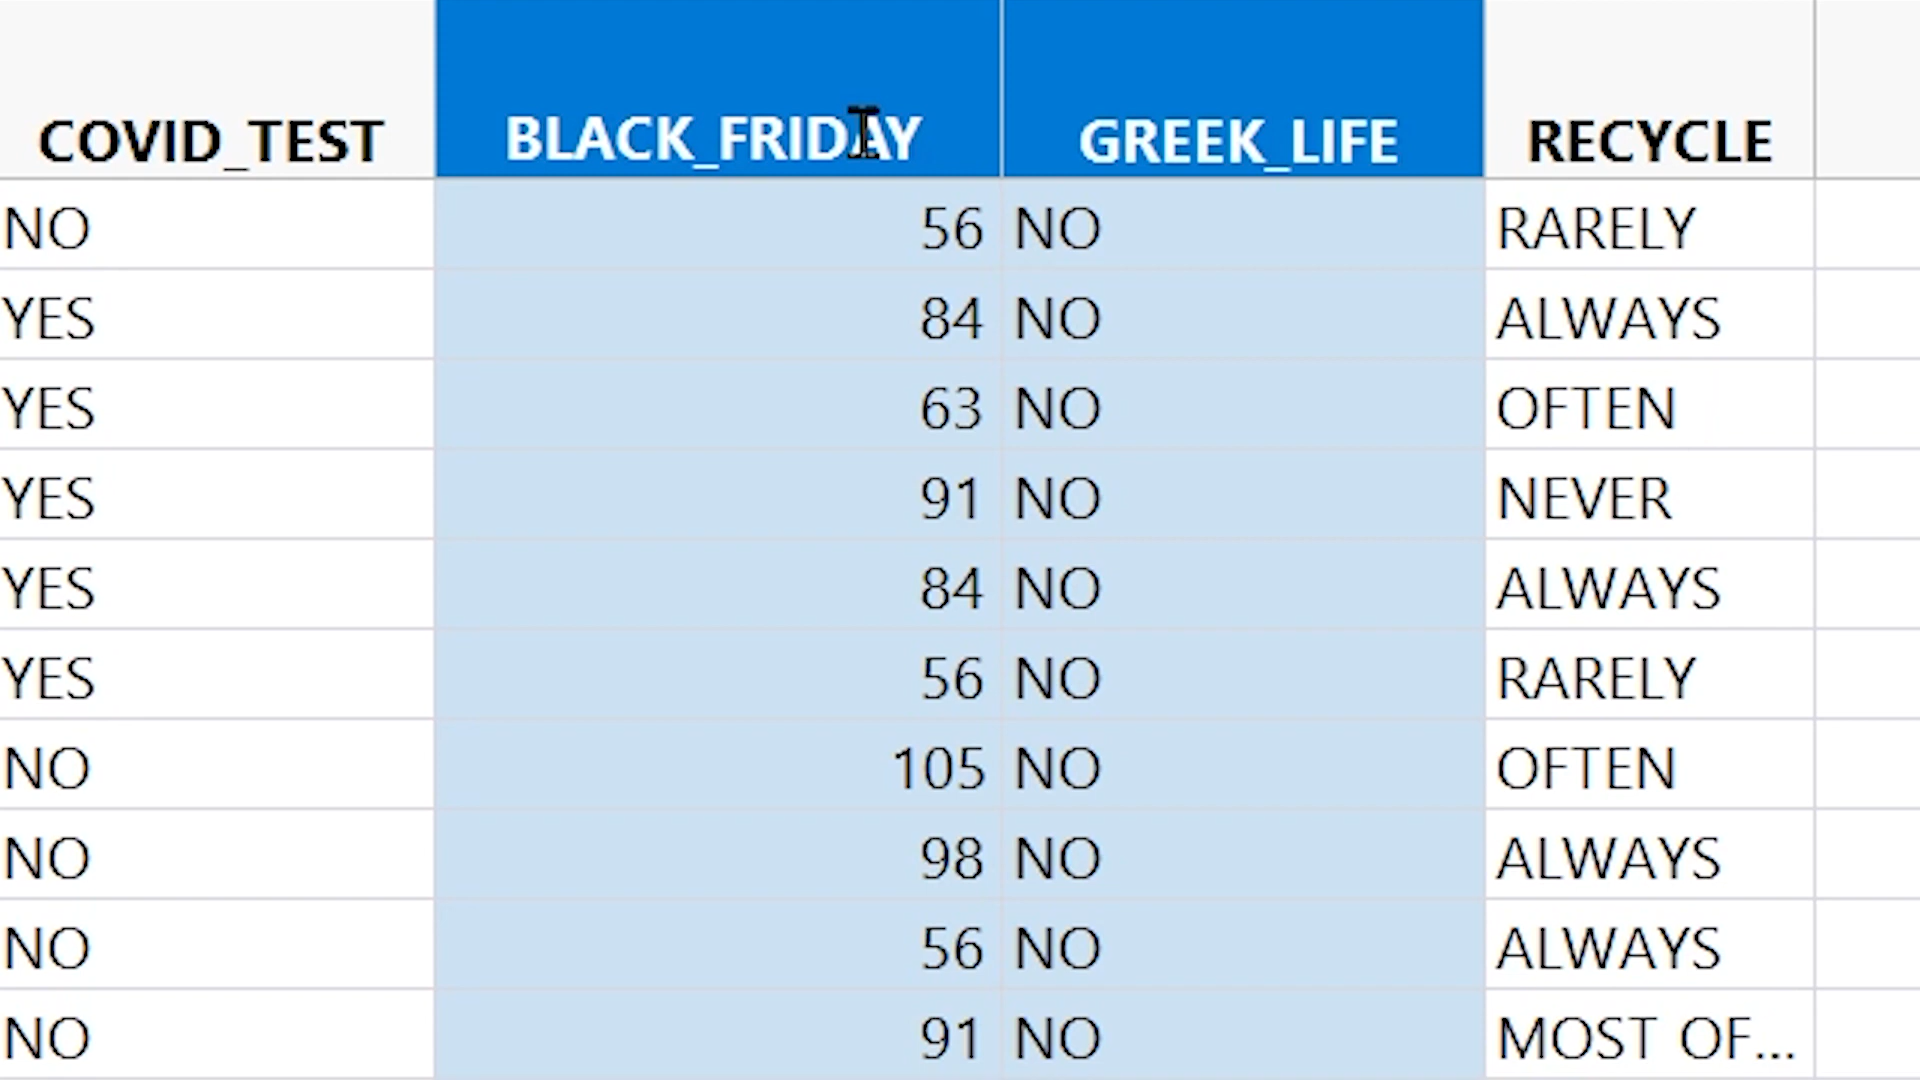 COVID_TEST BLACK_FRIDAY GREEK_LIFE RECYCLE
NO 56 NO RARELY
YES 84 NO ALWAYS
YES 63 NO OFTEN
YES 91 NO NEVER
YES 84 NO ALWAYS
YES 56 NO RARELY
NO 105 NO OFTEN
NO 98 NO ALWAYS
NO 56 NO ALWAYS
NO 91 NO MOST OF...